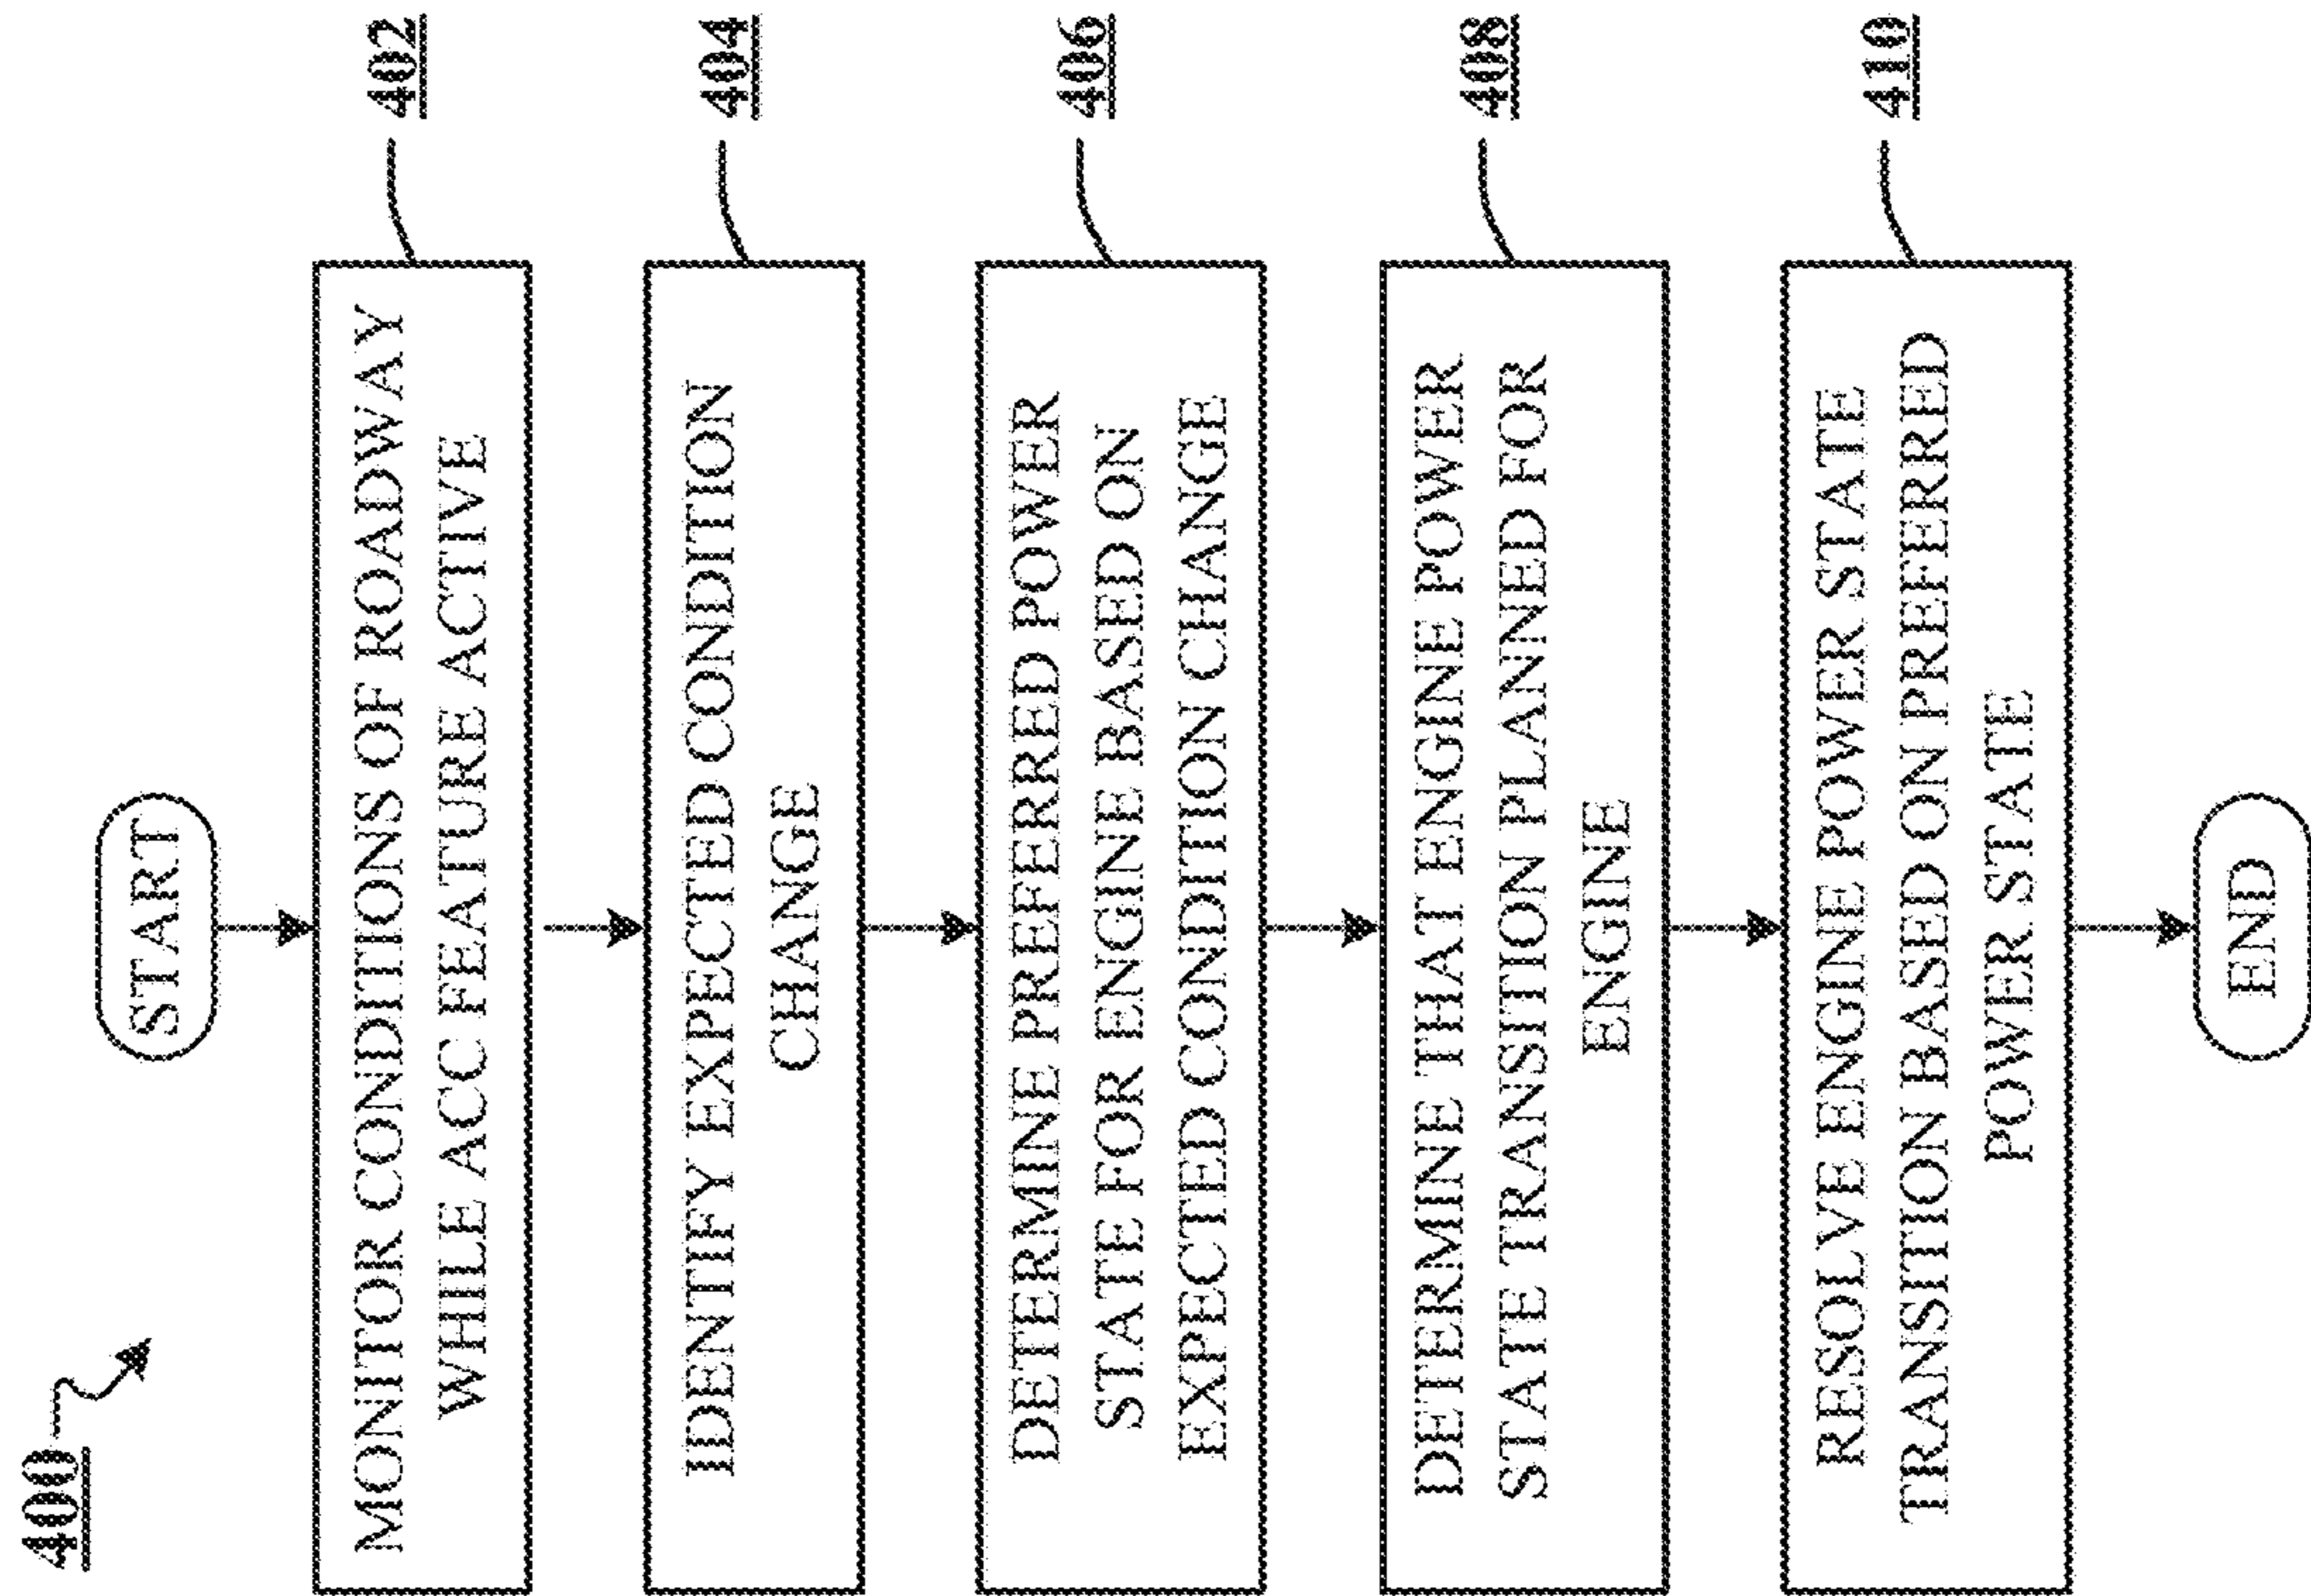 400
START
MONITOR CONDITIONS OF ROADWAY
WHILE ACC FEATURE ACTIVE
402
IDENTIFY EXPECTED CONDITION
CHANGE
404
DETERMINE PREFERRED POWER
STATE FOR ENGINE BASED ON
EXPECTED CONDITION CHANGE
406
DETERMINE THAT ENGINE POWER
STATE TRANSITION PLANNED FOR
ENGINE
408
RESOLVE ENGINE POWER STATE
TRANSITION BASED ON PREFERRED
POWER STATE
410
END